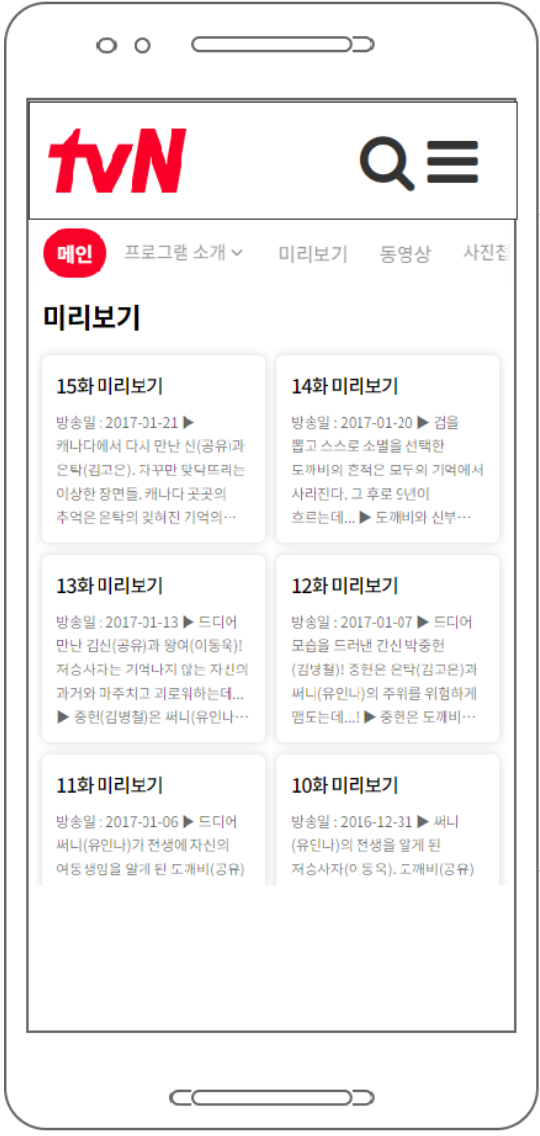 tvN
메인 프로그램 소개 미리보기 동영상 사진첩
미리보기
15화 미리보기
방송일 : 2017-01-21 ▶
캐나다에서 다시 만난 신(공유)과
은탁(김고은). 자꾸만 맞닥뜨리는
이상한 장면들. 캐나다 곳곳의
추억은 은탁의 잊혀진 기억의…
14화 미리보기
방송일 : 2017-01-20 ▶ 검을
뽑고 스스로 소멸을 선택한
도깨비의 흔적은 모두의 기억에서
사라진다. 그 후로 9년이
흐르는데... ▶ 도깨비와 신부…
13화 미리보기
방송일 : 2017-01-13 ▶ 드디어
만난 김신(공유)과 왕여(이동욱)!
저승사자는 기억나지 않는 자신의
과거와 마주치고 괴로워하는데...
▶ 중헌(김병철)은 써니(유인나…
12화 미리보기
방송일 : 2017-01-07 ▶ 드디어
모습을 드러낸 간신 박중헌
(김병철)! 중헌은 은탁(김고은)과
써니(유인나)의 주위를 위험하게
맴도는데...! ▶ 중헌은 도깨비…
11화 미리보기
방송일 : 2017-01-06 ▶ 드디어
써니(유인나)가 전생에 자신의
여동생임을 알게 된 도깨비(공유)
10화 미리보기
방송일 : 2016-12-31 ▶ 써니
(유인나)의 전생을 알게 된
저승사자(이동욱). 도깨비(공유)